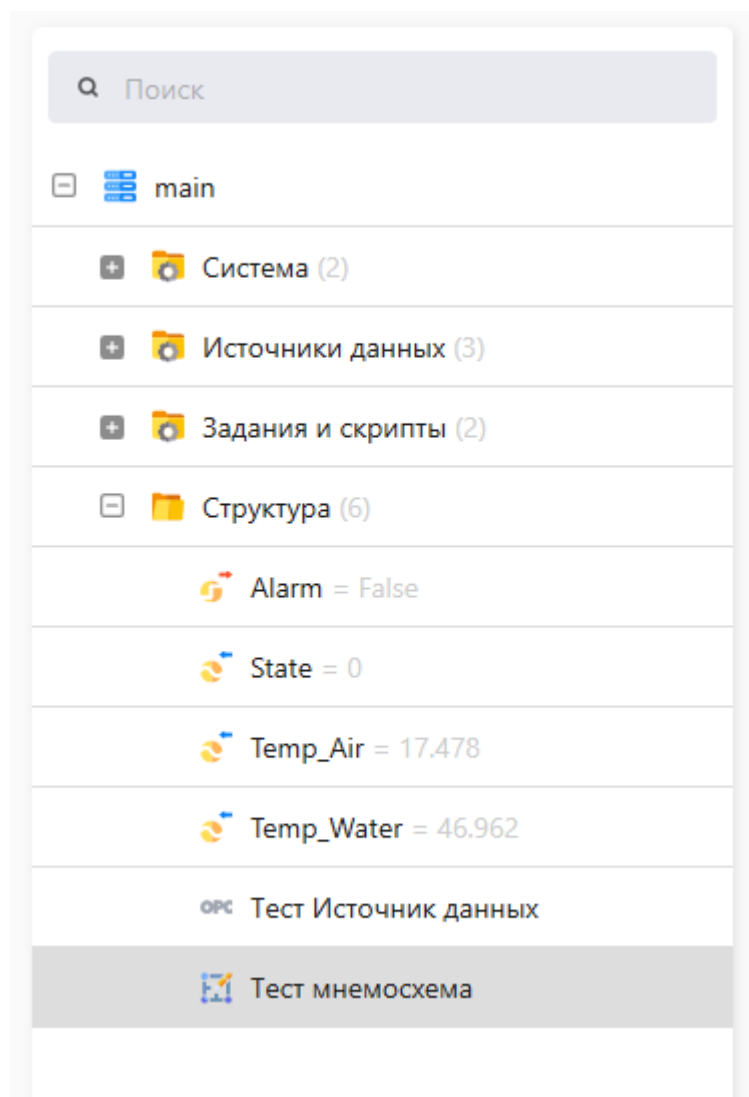 Поиск
main
Система (2)
Источники данных (3)
Задания и скрипты (2)
Структура (6)
Alarm = False
State = 0
Temp_Air = 17.478
Temp_Water = 46.962
OPC Тест Источник данных
Тест мнемосхема